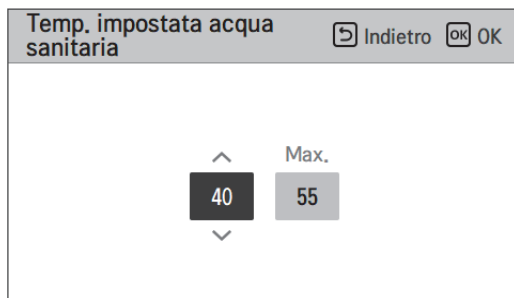 Temp. impostata acqua
sanitaria
Indietro OK OK
Max.
40 55